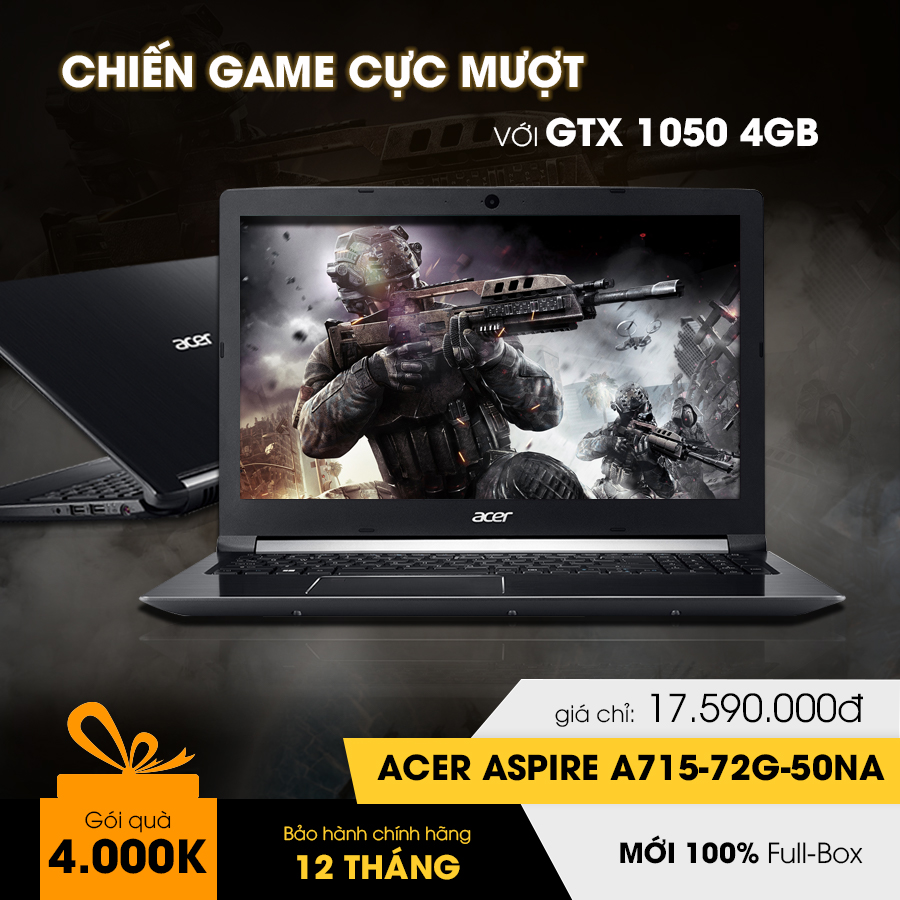 CHIẾN GAME CỰC MƯỢT
VỚI GTX 1050 4GB
acer
acer
giá chỉ: 17.590.000đ
ACER ASPIRE A715-72G-50NA
Gói quà
4.000K
Bảo hành chính hãng
12 THÁNG
MỚI 100% Full-Box